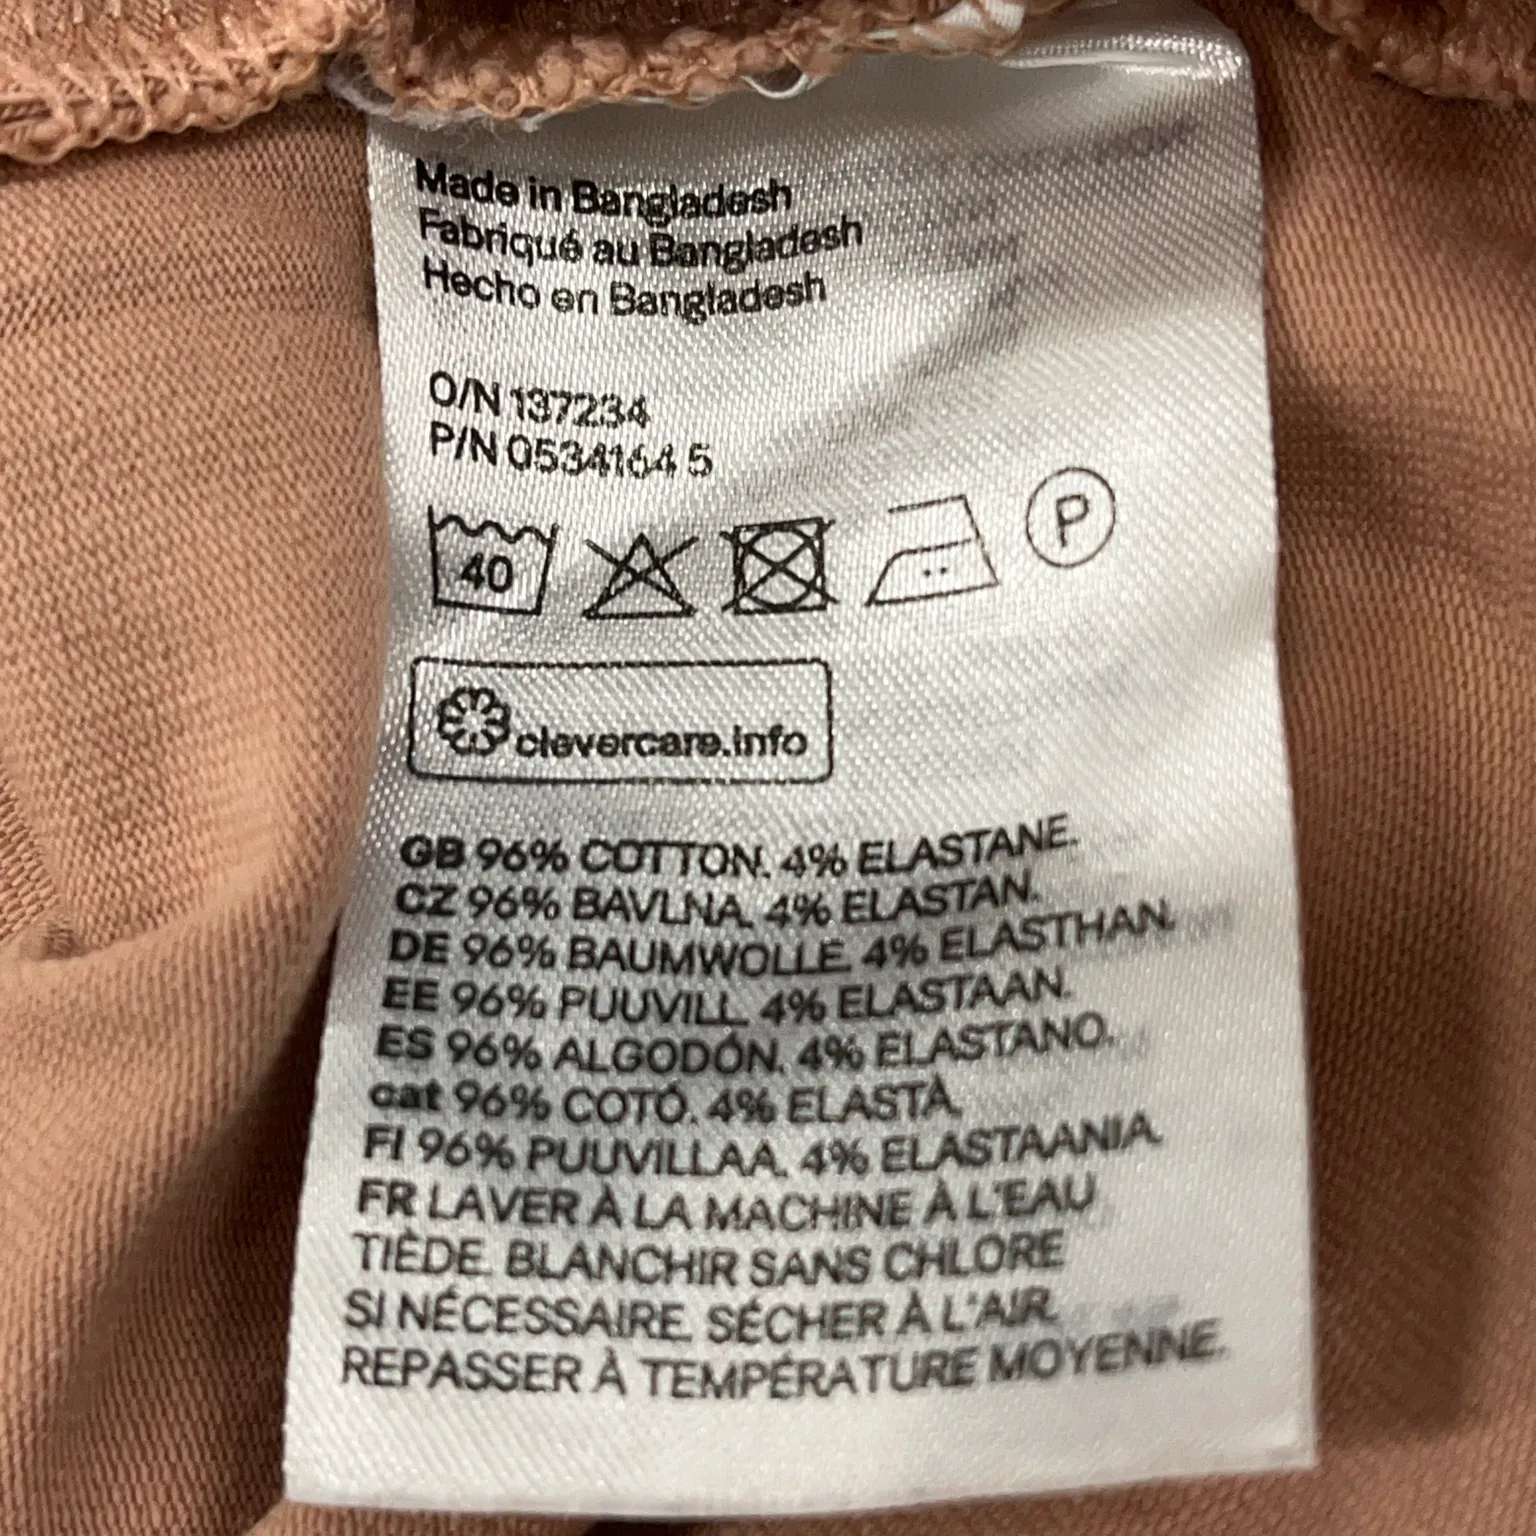 Made in Bangladesh
Fabriqué au Bangladesh
Hecho en Bangladesh
O/N 137234
P/N 0534164 5
40
P
clevercare.info
GB 96% COTTON. 4% ELASTANE.
CZ 96% BAVLNA. 4% ELASTAN.
DE 96% BAUMWOLLE. 4% ELASTHAN.
EE 96% PUUVILL. 4% ELASTAAN.
ES 96% ALGODÓN. 4% ELASTANO.
cat 96% COTÓ. 4% ELASTÀ.
FI 96% PUUVILLAA. 4% ELASTAANIA.
FR LAVER À LA MACHINE À L'EAU
TIÈDE. BLANCHIR SANS CHLORE
SI NÉCESSAIRE. SÉCHER À L'AIR.
REPASSER À TEMPÉRATURE MOYENNE.